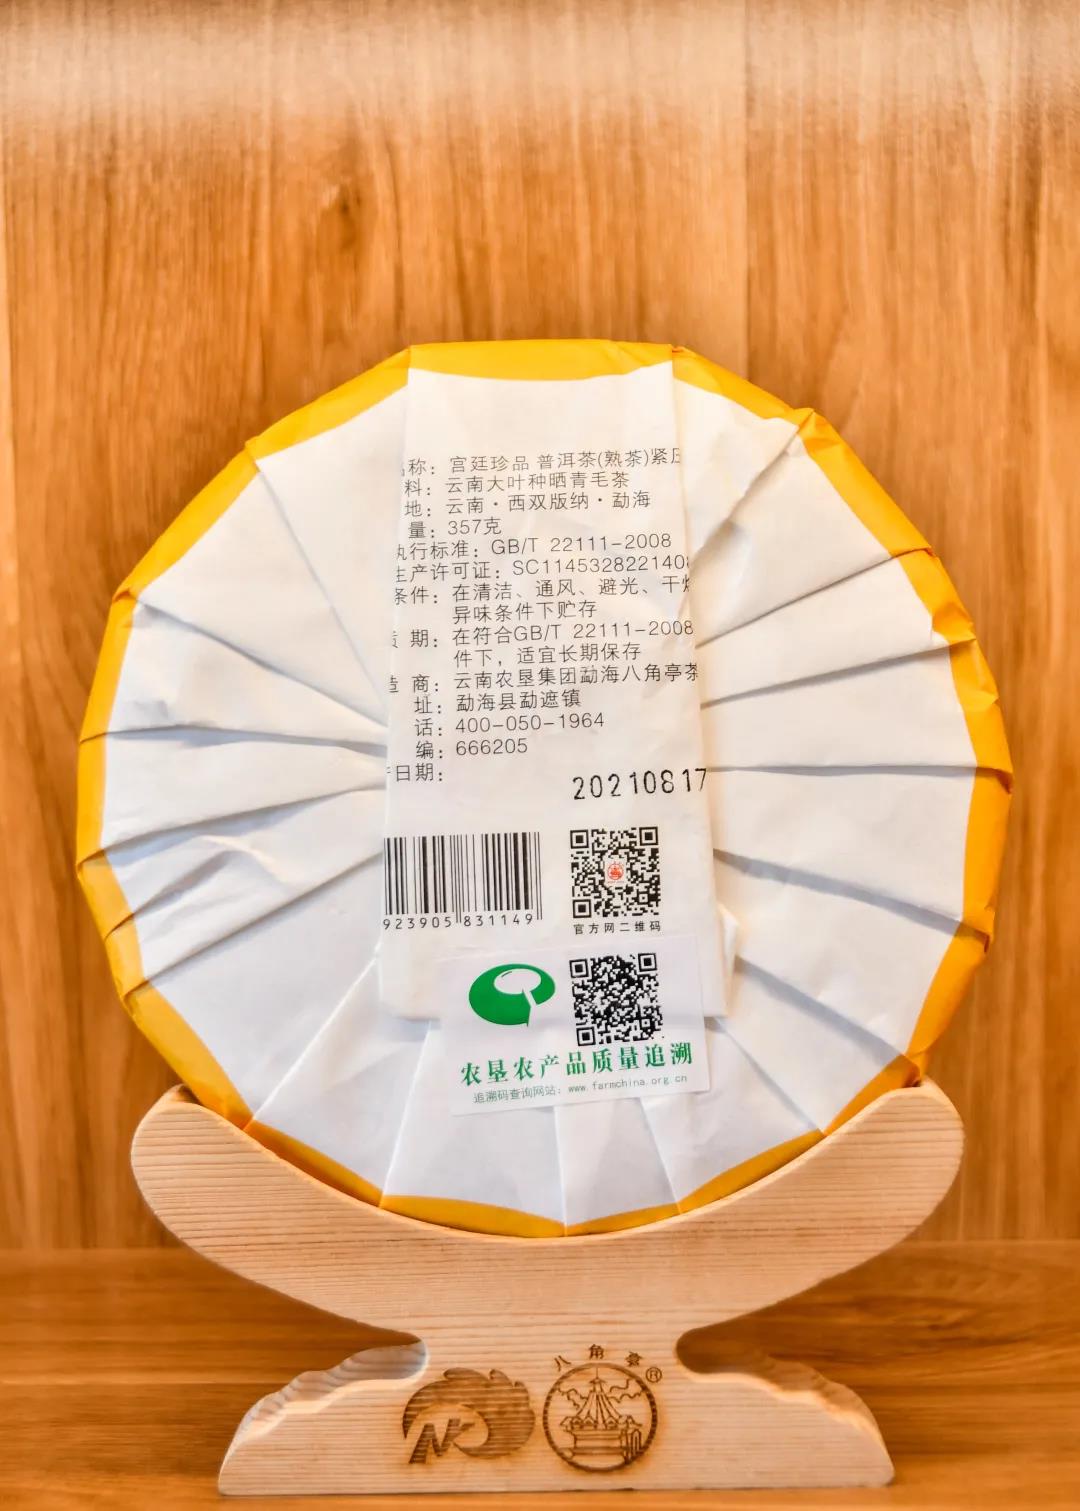 称：宫廷珍品 普洱茶(熟茶)紧
料：云南大叶种晒青毛茶
地：云南·西双版纳·勐海
量：357克
执行标准：GB/T 22111-2008
生产许可证：SC1145328221408
条件：在清洁、通风、避光、干
异味条件下贮存
期：在符合GB/T 22111-2008
件下，适宜长期保存
造 商：云南农垦集团勐海八角亭茶
址：勐海县勐遮镇
话：400-050-1964
编：666205
日期：
20210817
923905 831149
官方网二维码
农垦农产品质量追溯
追溯码查询网站：www.farmchina.org.cn
八角亭®
NK